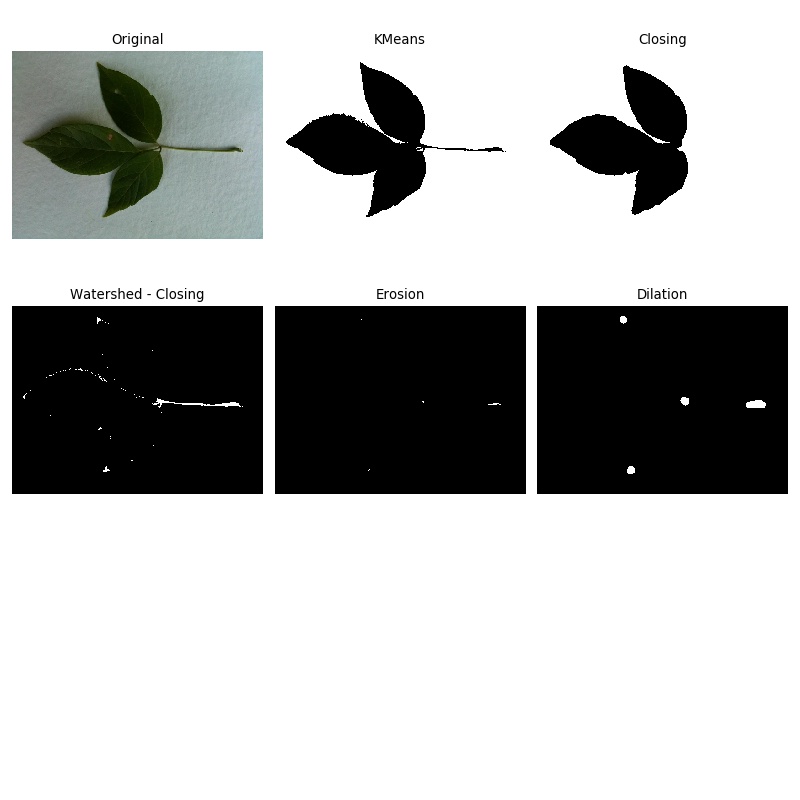 Original
KMeans
Closing
Watershed - Closing
Erosion
Dilation